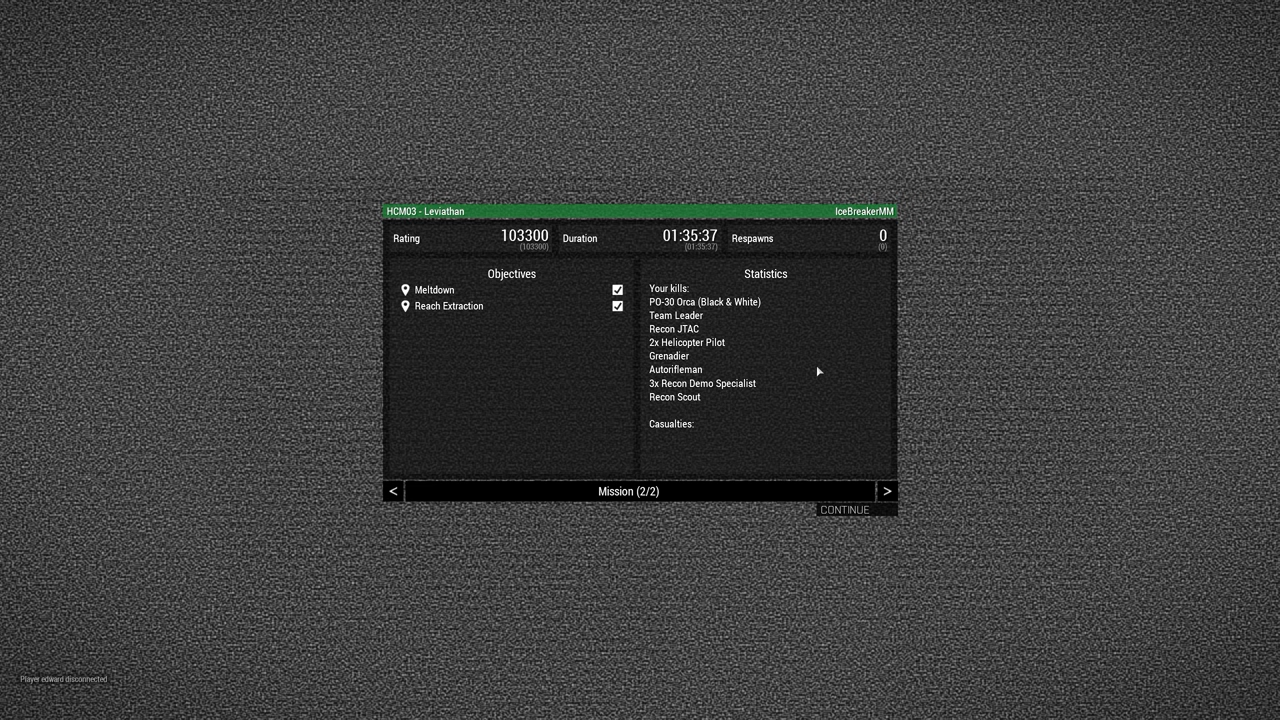 HCM03 - Leviathan IceBreakerMM
Rating 103300 Duration 01:35:37 Respawns 0
(103300) (01:35:37) (0)
Objectives Statistics
Meltdown
Reach Extraction
Your kills:
PO-30 Orca (Black & White)
Team Leader
Recon JTAC
2x Helicopter Pilot
Grenadier
Autorifleman
3x Recon Demo Specialist
Recon Scout
Casualties:
< Mission (2/2) >
CONTINUE
Player edward disconnected